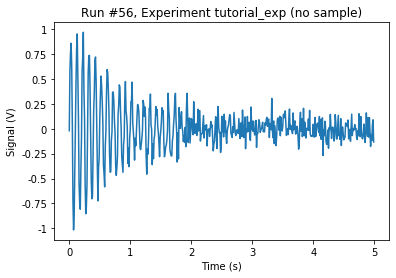 Run #56, Experiment tutorial_exp (no sample)
1
0.75
0.5
0.25
0
-0.25
-0.5
-0.75
-1
Signal (V)
0 1 2 3 4 5
Time (s)